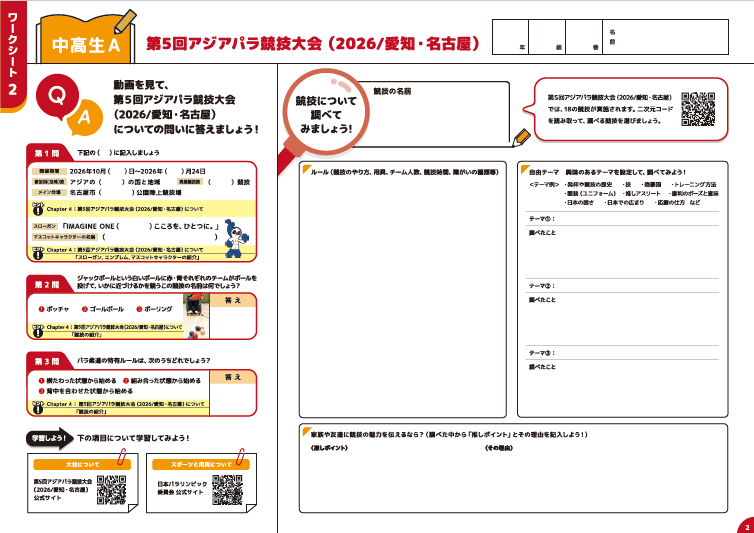 ワークシート2
中高生A
第5回アジアパラ競技大会（2026/愛知・名古屋）
年 組 番 名前
Q
A
動画を見て、
第5回アジアパラ競技大会
（2026/愛知・名古屋）
についての問いに答えましょう！
第1問 下記の（ ）に記入しましょう
開催期間 2026年10月（ ）日～2026年（ ）月24日
参加国(地域)数 アジアの（ ）の国と地域 実施競技数（ ）競技
メイン会場 名古屋市（ ）公園陸上競技場
ヒント Chapter 4：第5回アジアパラ競技大会（2026/愛知・名古屋）について
スローガン 「IMAGINE ONE（ ）こころを、ひとつに。」
マスコットキャラクターの名前（ ）
ヒント Chapter 4：第5回アジアパラ競技大会（2026/愛知・名古屋）について
「スローガン、エンブレム、マスコットキャラクターの紹介」
第2問 ジャックボールという白いボールに赤・青それぞれのチームがボールを
投げて、いかに近づけるかを競うこの競技の名前は何でしょう？
❶ ボッチャ ❷ ゴールボール ❸ ボーリング
答え
ヒント Chapter 4：第5回アジアパラ競技大会（2026/愛知・名古屋）について
「競技の紹介」
第3問 パラ柔道の特有ルールは、次のうちどれでしょう？
❶ 横たわった状態から始める ❷ 組み合った状態から始める
❸ 背中を合わせた状態から始める
答え
ヒント Chapter 4：第5回アジアパラ競技大会（2026/愛知・名古屋）について
「競技の紹介」
学習しよう！ 下の項目について学習してみよう！
大会について
第5回アジアパラ競技大会
（2026/愛知・名古屋）
公式サイト
スポーツと用具について
日本パラリンピック
委員会 公式サイト
競技について
調べて
みましょう！
競技の名前
第5回アジアパラ競技大会（2026/愛知・名古屋）
では、18の競技が実施されます。二次元コード
を読み取って、調べる競技を選びましょう。
ルール（競技のやり方、用具、チーム人数、競技時間、障がいの種類等）
自由テーマ 興味のあるテーマを設定して、調べてみよう！
＜テーマ例＞ ・発祥や競技の歴史 ・技 ・強豪国 ・トレーニング方法
・服装（ユニフォーム） ・推しアスリート ・審判のポーズと意味
・日本の強さ ・日本での広まり ・応援の仕方 など
テーマ①：
調べたこと
テーマ②：
調べたこと
テーマ③：
調べたこと
家族や友達に競技の魅力を伝えるなら？（調べた中から「推しポイント」とその理由を記入しよう！）
〈推しポイント〉
〈その理由〉
2